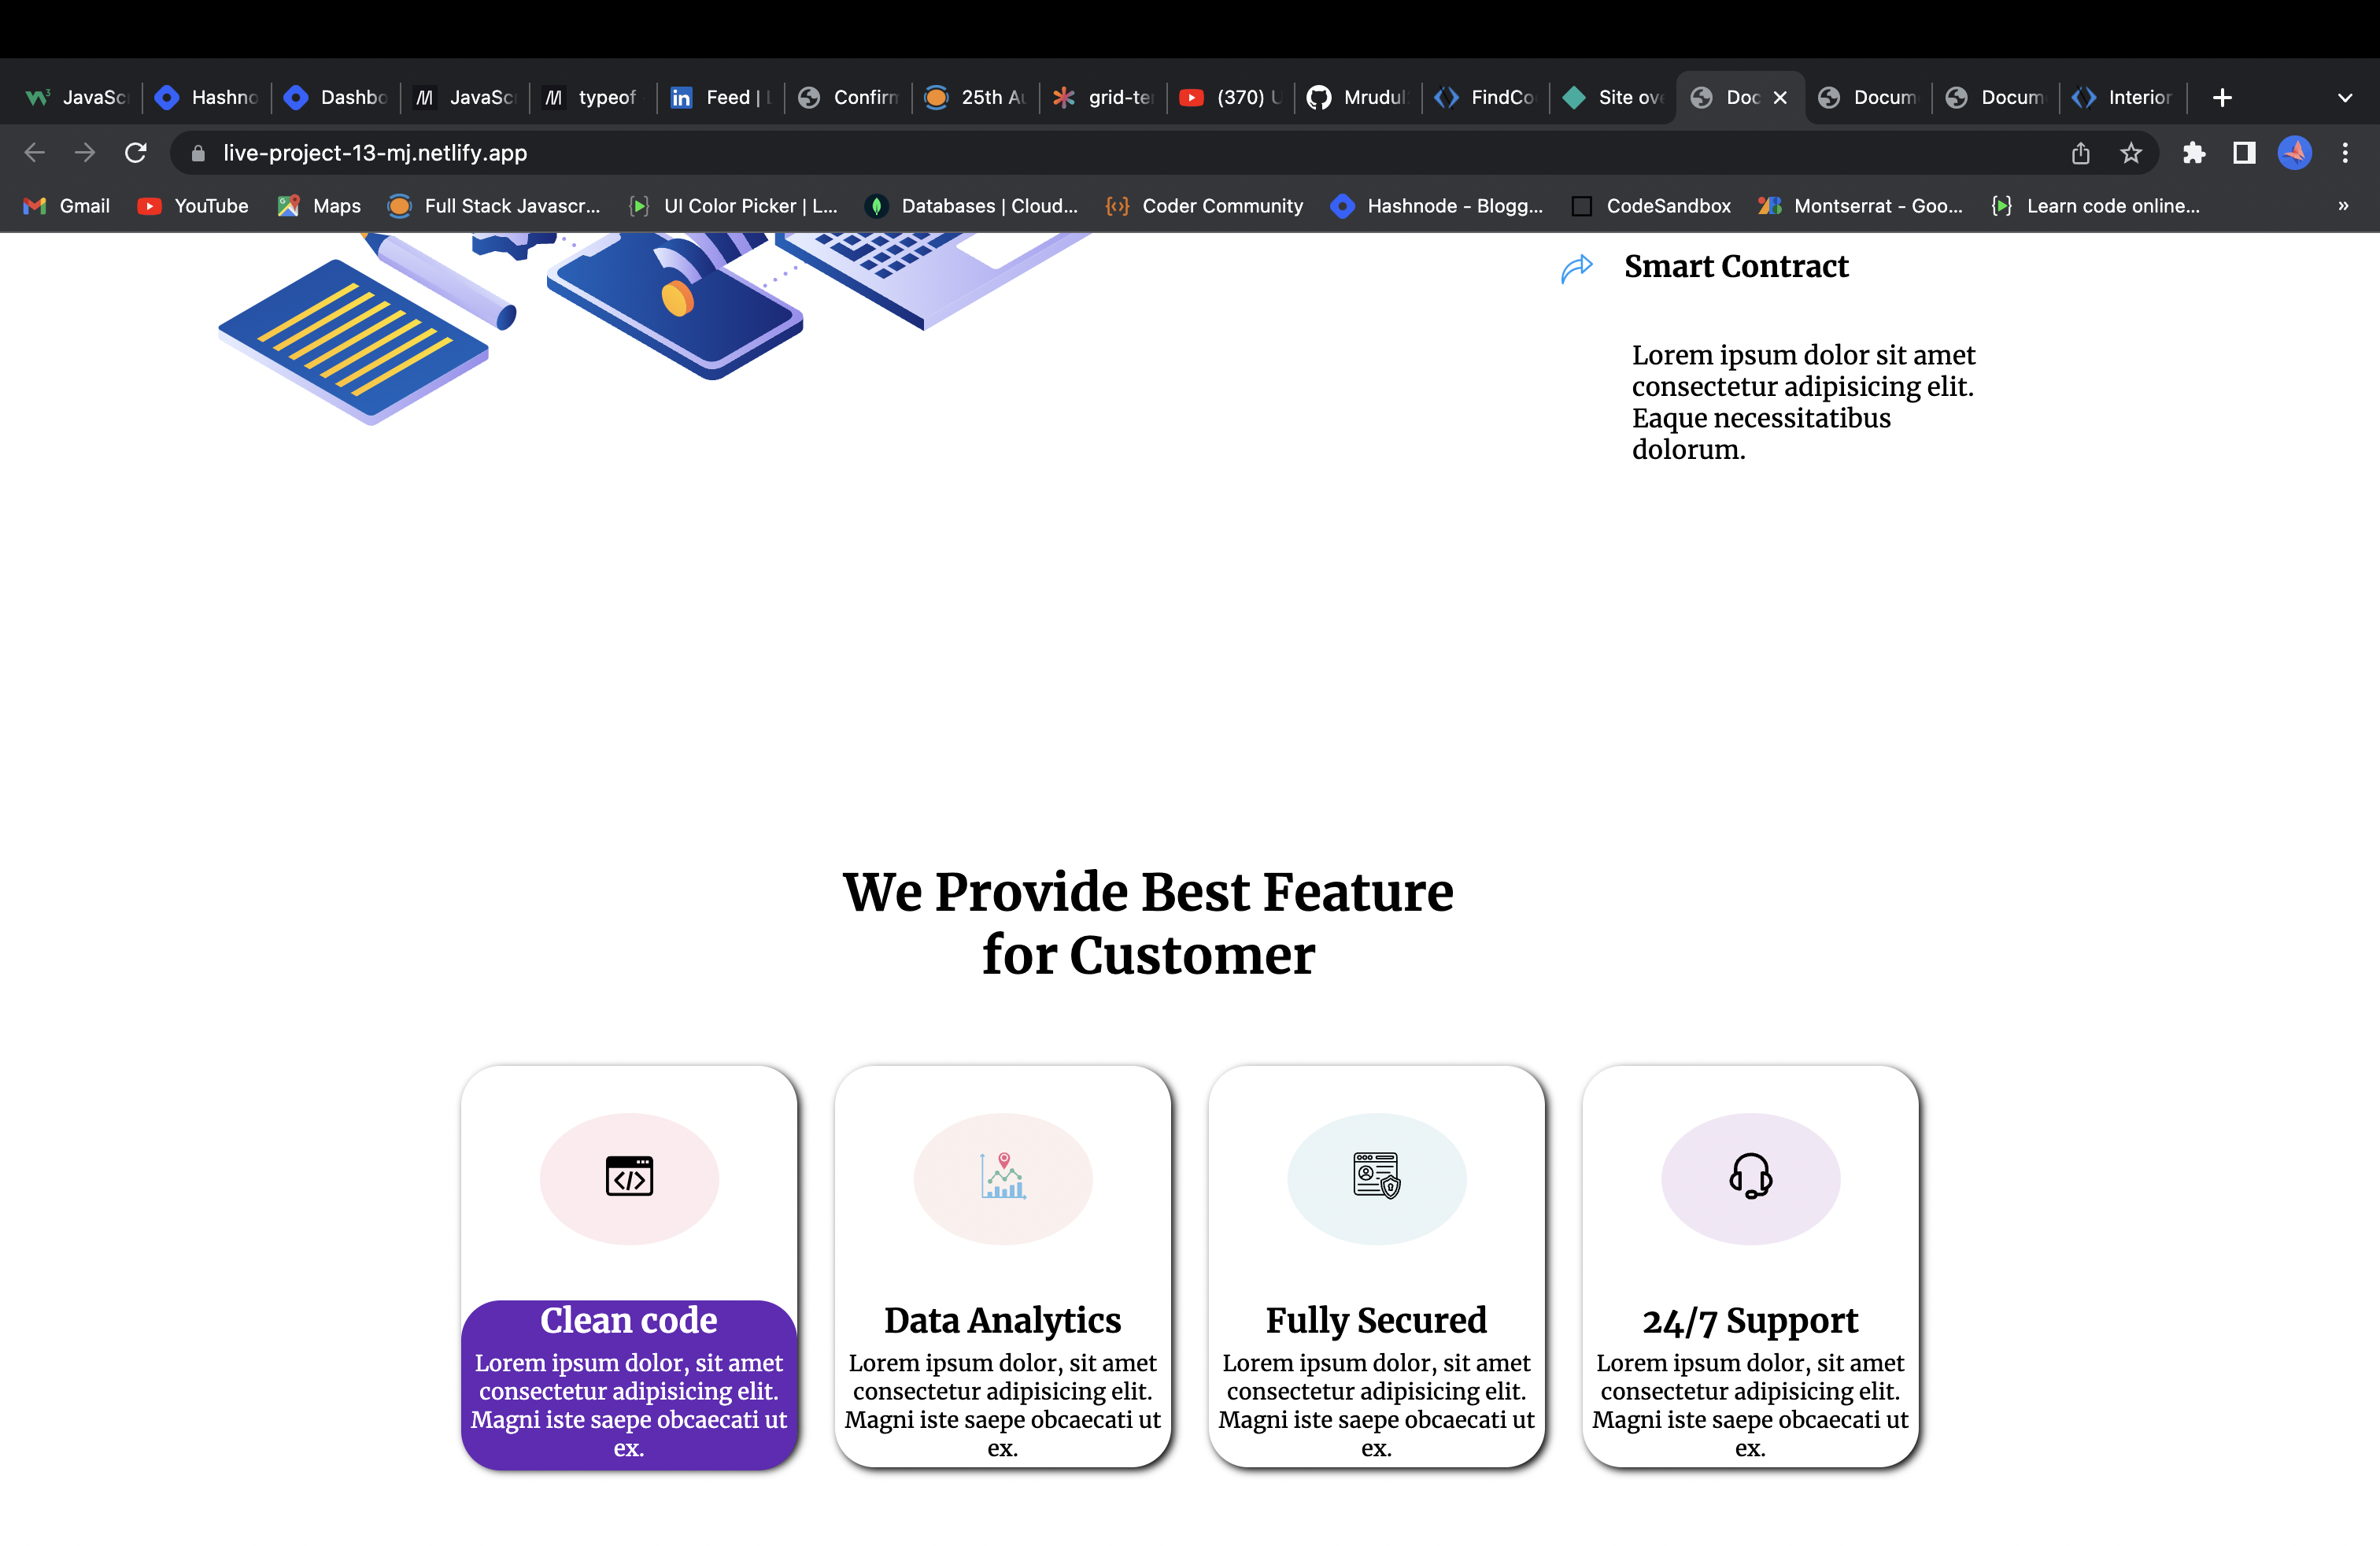 JavaSc
Hashno
Dashbo
JavaSc
typeof
Feed |
Confirm
25th Au
grid-te
(370) U
Mrudul
FindCo
Site ove
Doc
Docum
Docum
Interior
live-project-13-mj.netlify.app
Gmail
YouTube
Maps
Full Stack Javascr...
UI Color Picker | L...
Databases | Cloud...
Coder Community
Hashnode - Blogg...
CodeSandbox
Montserrat - Goo...
Learn code online...
»
Smart Contract
Lorem ipsum dolor sit amet
consectetur adipisicing elit.
Eaque necessitatibus
dolorum.
We Provide Best Feature
for Customer
Clean code
Lorem ipsum dolor, sit amet
consectetur adipisicing elit.
Magni iste saepe obcaecati ut
ex.
Data Analytics
Lorem ipsum dolor, sit amet
consectetur adipisicing elit.
Magni iste saepe obcaecati ut
ex.
Fully Secured
Lorem ipsum dolor, sit amet
consectetur adipisicing elit.
Magni iste saepe obcaecati ut
ex.
24/7 Support
Lorem ipsum dolor, sit amet
consectetur adipisicing elit.
Magni iste saepe obcaecati ut
ex.